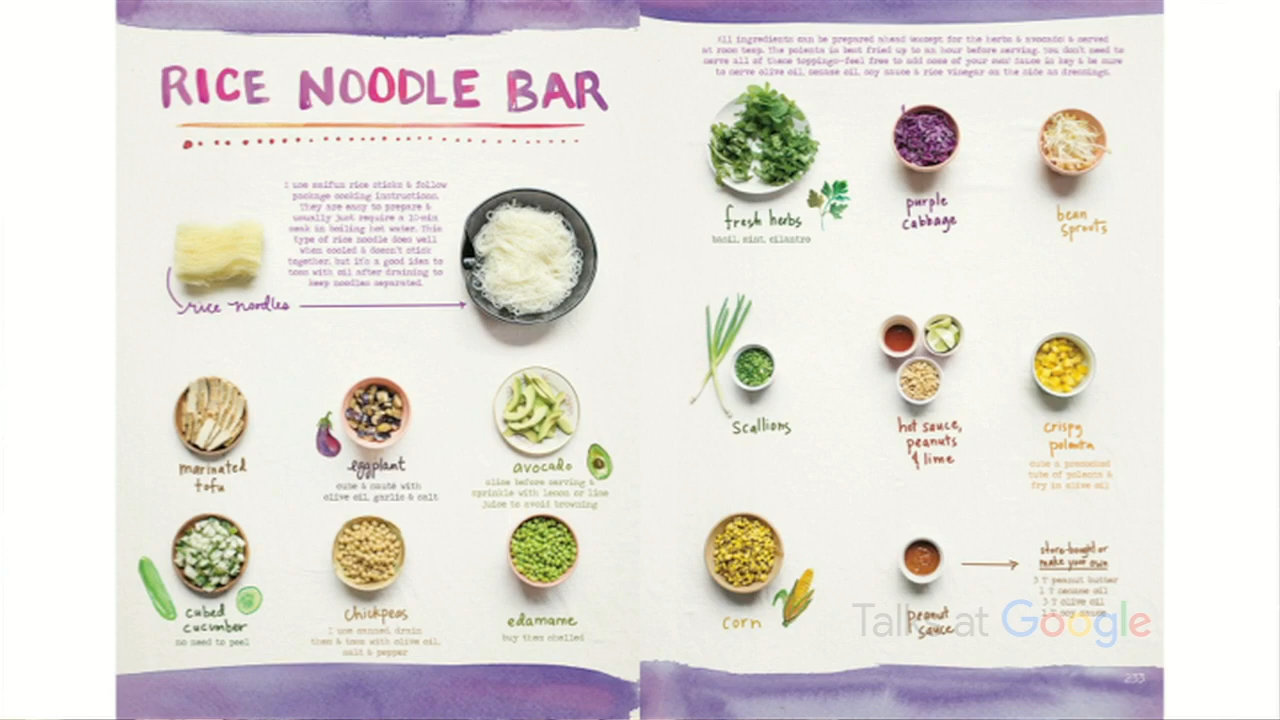 RICE NOODLE BAR
I use saifun rice sticks & follow
package cooking instructions.
They are easy to prepare &
usually just require a 10-min
soak in boiling hot water. This
type of rice noodle does well
when cooled & doesn't stick
together, but it's a good idea to
toss with oil after draining to
keep noodles separated.
rice noodles
marinated
tofu
eggplant
cube & sauté with
olive oil, garlic & salt
avocado
slice before serving &
sprinkle with lemon or lime
juice to avoid browning
cubed
cucumber
no need to peel
chickpeas
I use canned, drain
them & toss with olive oil,
salt & pepper
edamame
buy them shelled
All ingredients can be prepared ahead (except for the herbs & avocado) & served
at room temp. The polenta is best fried up to an hour before serving. You don't need to
serve all of these toppings—feel free to add some of your own! Sauce is key & be sure
to serve olive oil, sesame oil, soy sauce & rice vinegar on the side as dressings.
fresh herbs
basil, mint, cilantro
purple
cabbage
bean
sprouts
scallions
hot sauce,
peanuts
& lime
crispy
polenta
cube a precooked
tube of polenta &
fry in olive oil
corn
peanut
sauce
store-bought or
make your own
3 T peanut butter
1 T sesame oil
3 T olive oil
1 T soy sauce
Talks at Google
233